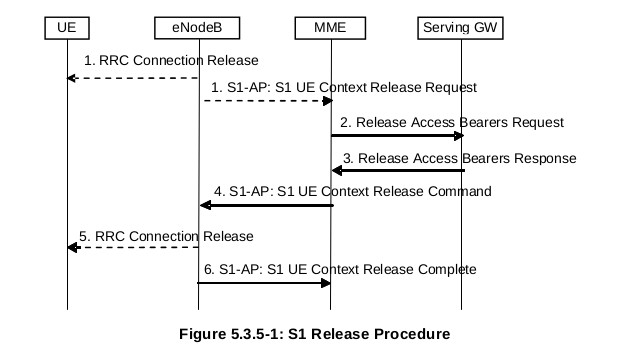 UE
eNodeB
MME
Serving GW
1. RRC Connection Release
1. S1-AP: S1 UE Context Release Request
2. Release Access Bearers Request
3. Release Access Bearers Response
4. S1-AP: S1 UE Context Release Command
5. RRC Connection Release
6. S1-AP: S1 UE Context Release Complete
Figure 5.3.5-1: S1 Release Procedure